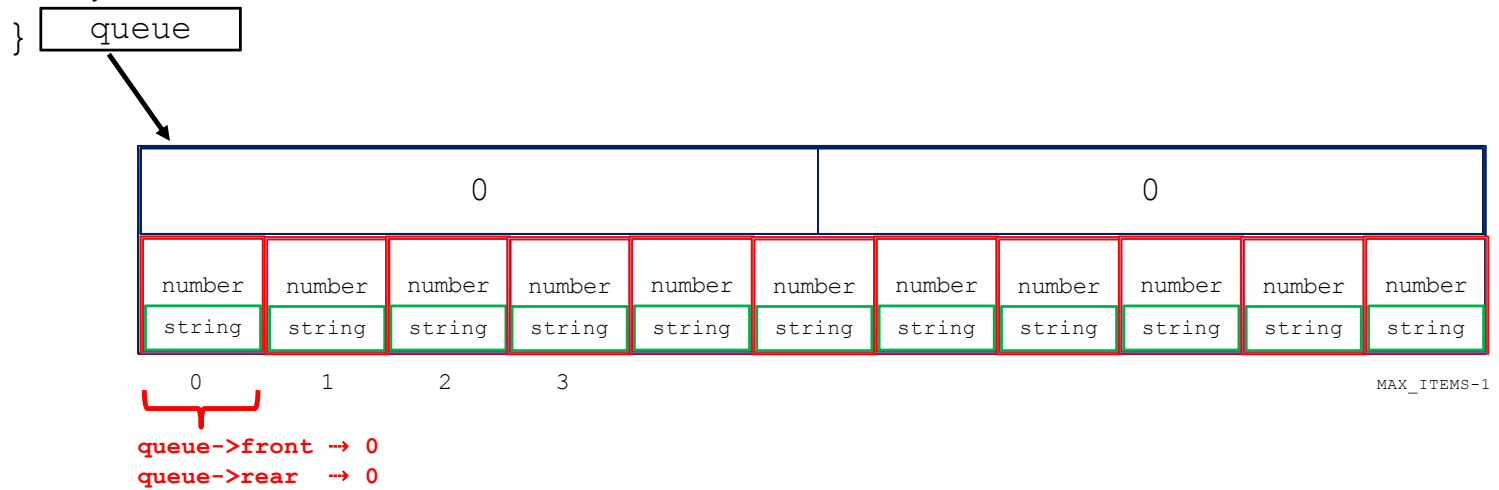 } queue
0 0
number number number number number number number number number number number
string string string string string string string string string string string
0 1 2 3 MAX_ITEMS-1
queue->front ⇢ 0
queue->rear ⇢ 0